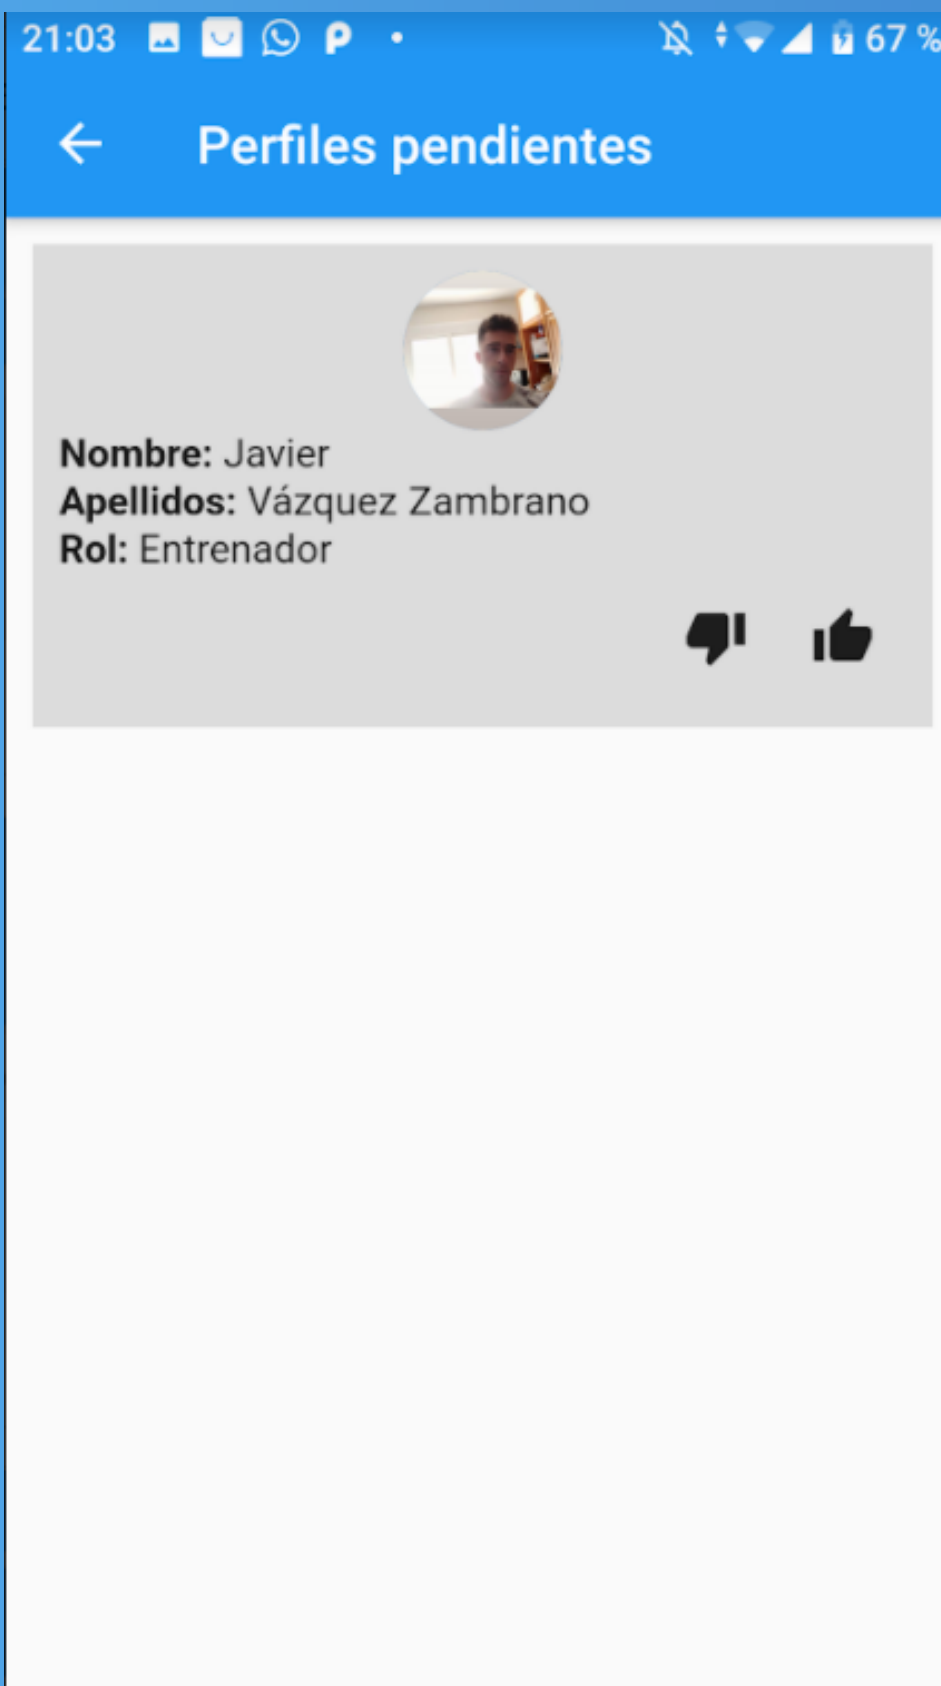 21:03 67 %
Perfiles pendientes
Nombre: Javier
Apellidos: Vázquez Zambrano
Rol: Entrenador